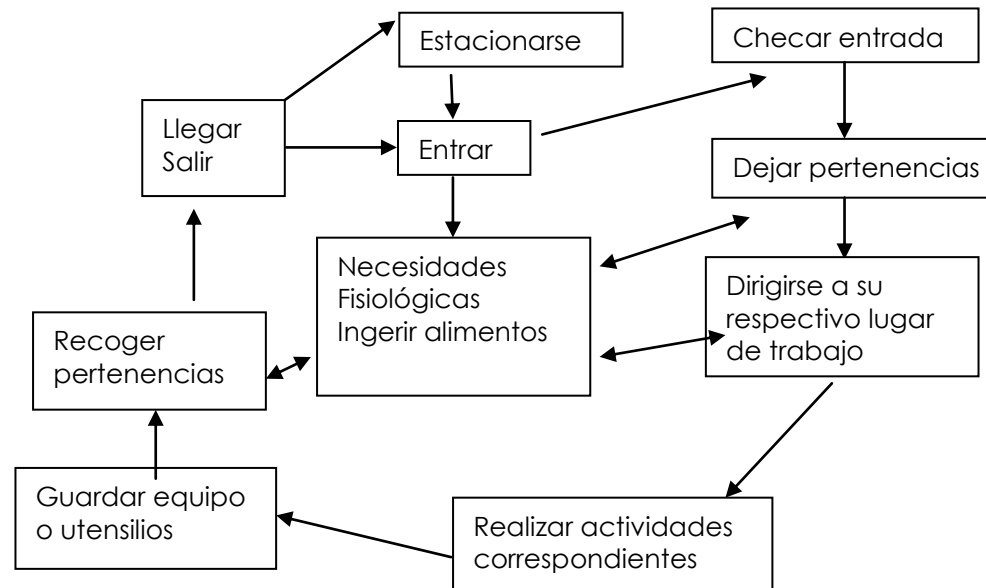 Estacionarse
Checar entrada
Llegar
Salir
Entrar
Dejar pertenencias
Necesidades
Fisiológicas
Ingerir alimentos
Dirigirse a su
respectivo lugar
de trabajo
Recoger
pertenencias
Guardar equipo
o utensilios
Realizar actividades
correspondientes